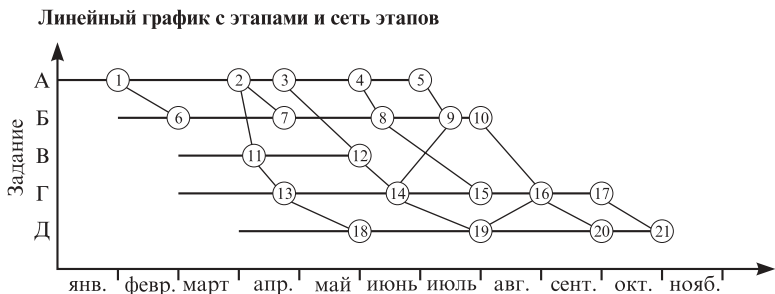 Линейный график с этапами и сеть этапов
Задание
А 1 2 3 4 5
Б 6 7 8 9 10
В 11 12
Г 13 14 15 16 17
Д 18 19 20 21
янв. февр. март апр. май июнь июль авг. сент. окт. нояб.